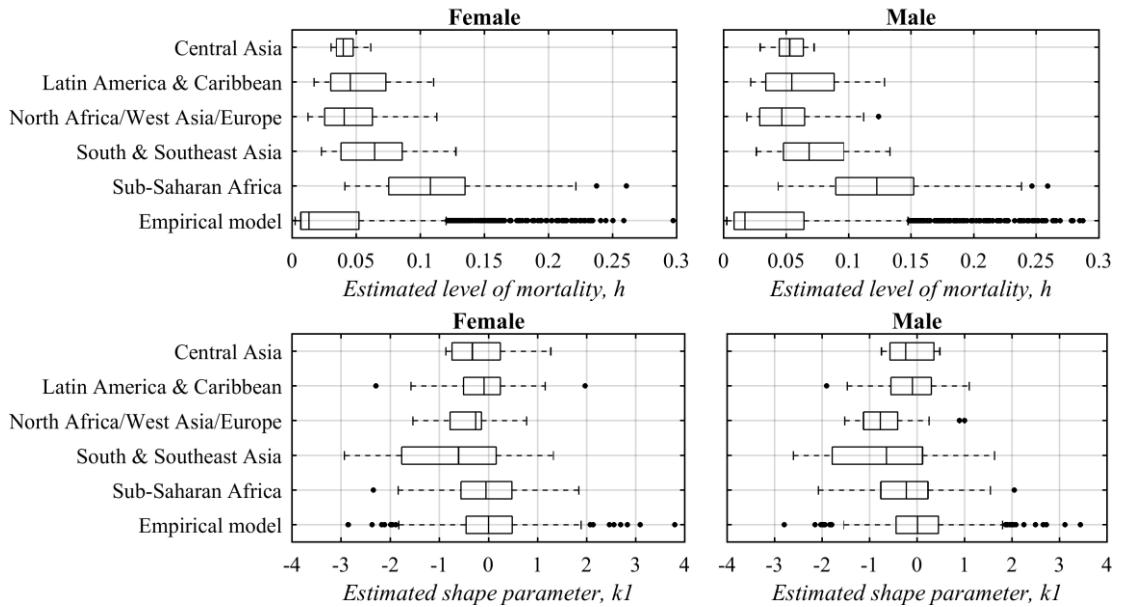 Female Male
Central Asia
Latin America & Caribbean
North Africa/West Asia/Europe
South & Southeast Asia
Sub-Saharan Africa
Empirical model
0 0.05 0.1 0.15 0.2 0.25 0.3 0 0.05 0.1 0.15 0.2 0.25 0.3
Estimated level of mortality, h Estimated level of mortality, h
Female Male
Central Asia
Latin America & Caribbean
North Africa/West Asia/Europe
South & Southeast Asia
Sub-Saharan Africa
Empirical model
-4 -3 -2 -1 0 1 2 3 4 -4 -3 -2 -1 0 1 2 3 4
Estimated shape parameter, k1 Estimated shape parameter, k1